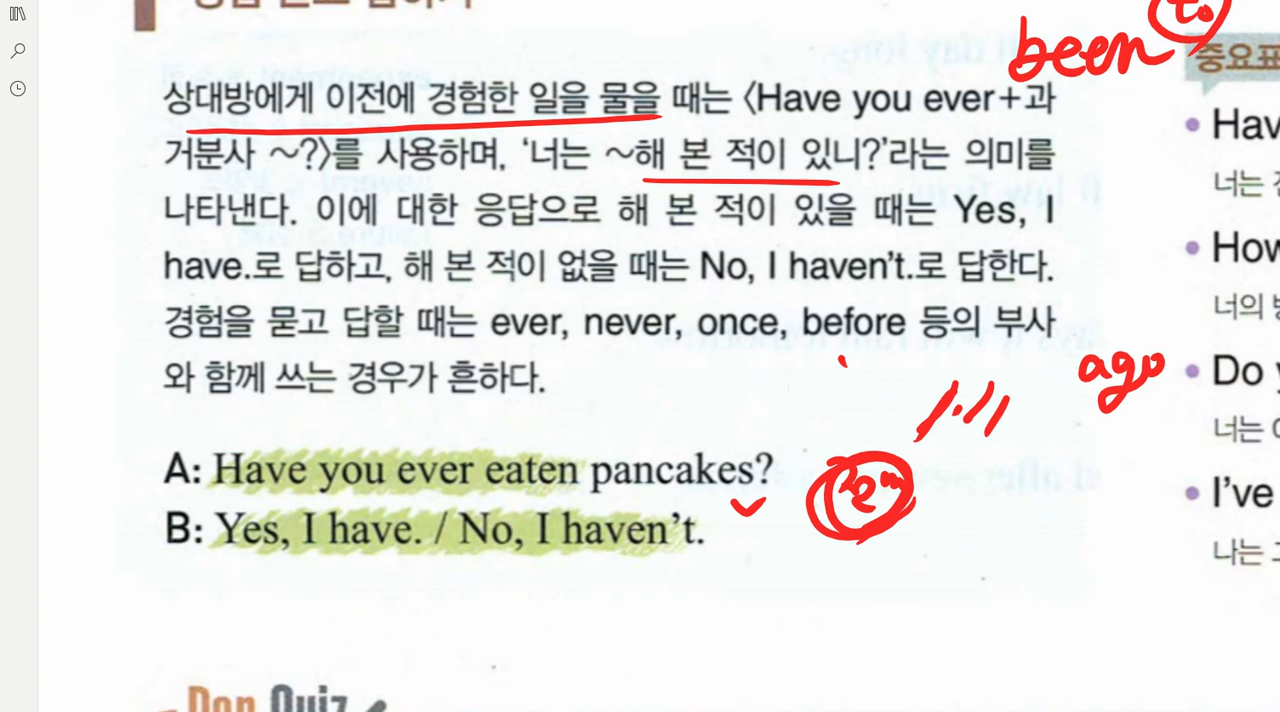 been to
중요표
상대방에게 이전에 경험한 일을 물을 때는 〈Have you ever+과
거분사 ~?〉를 사용하며, ‘너는 ~해 본 적이 있니?’라는 의미를
나타낸다. 이에 대한 응답으로 해 본 적이 있을 때는 Yes, I
have.로 답하고, 해 본 적이 없을 때는 No, I haven’t.로 답한다.
경험을 묻고 답할 때는 ever, never, once, before 등의 부사
와 함께 쓰는 경우가 흔하다.
ago
A: Have you ever eaten pancakes?
B: Yes, I have. / No, I haven’t.
• Hav
너는
• How
너의
• Do
너는
• I’ve
나는
Pop Quiz